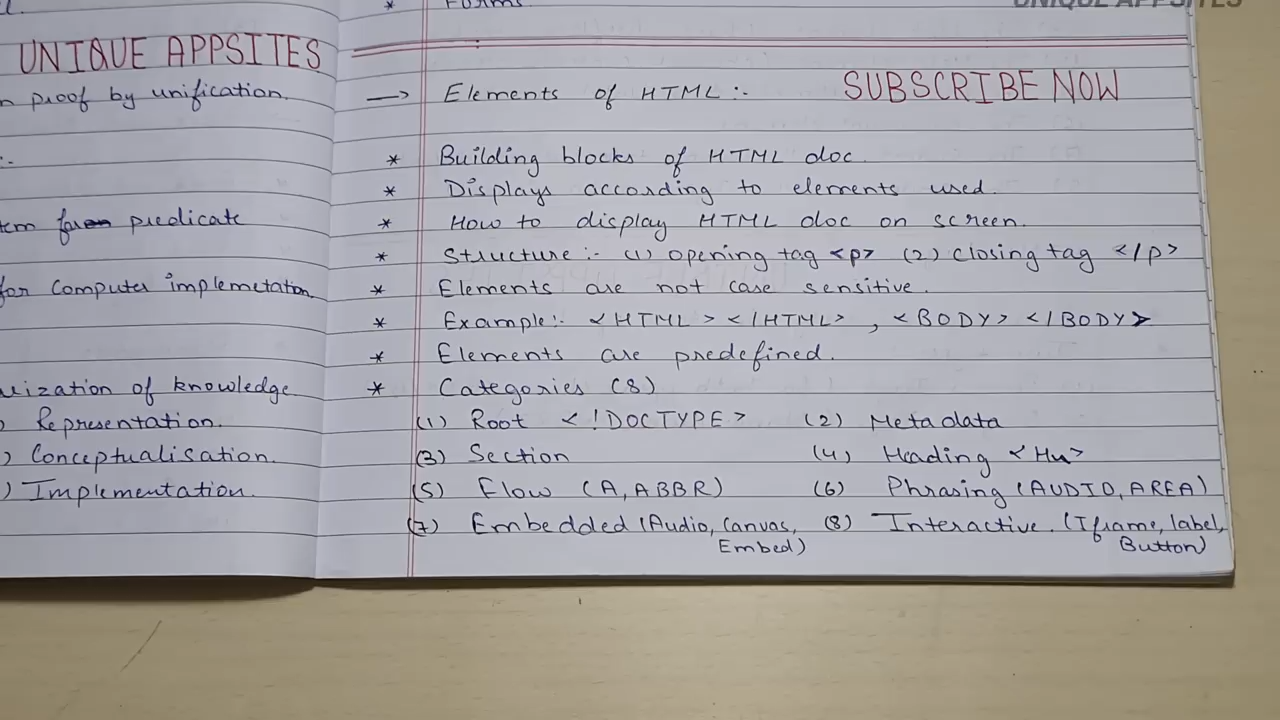 * Forms
UNIQUE APPSITES
UNIQUE APPSITES
proof by unification.
predicate
for Computer implemetation.
of knowledge
Representation.
Conceptualisation.
Implementation.
→ Elements of HTML :-
SUBSCRIBE NOW
* Building blocks of HTML doc.
* Displays according to elements used.
* How to display HTML doc on screen.
* Structure :- (1) opening tag <p> (2) closing tag </p>
* Elements are not case sensitive.
* Example :- <HTML> </HTML> , <BODY> </BODY>
* Elements are predefined.
* Categories (8)
(1) Root <!DOCTYPE> (2) Metadata
(3) Section (4) Heading <Hn>
(5) Flow (A, ABBR) (6) Phrasing (AUDIO, AREA)
(7) Embedded (Audio, Canvas, Embed) (8) Interactive. (Iframe, label, Button)